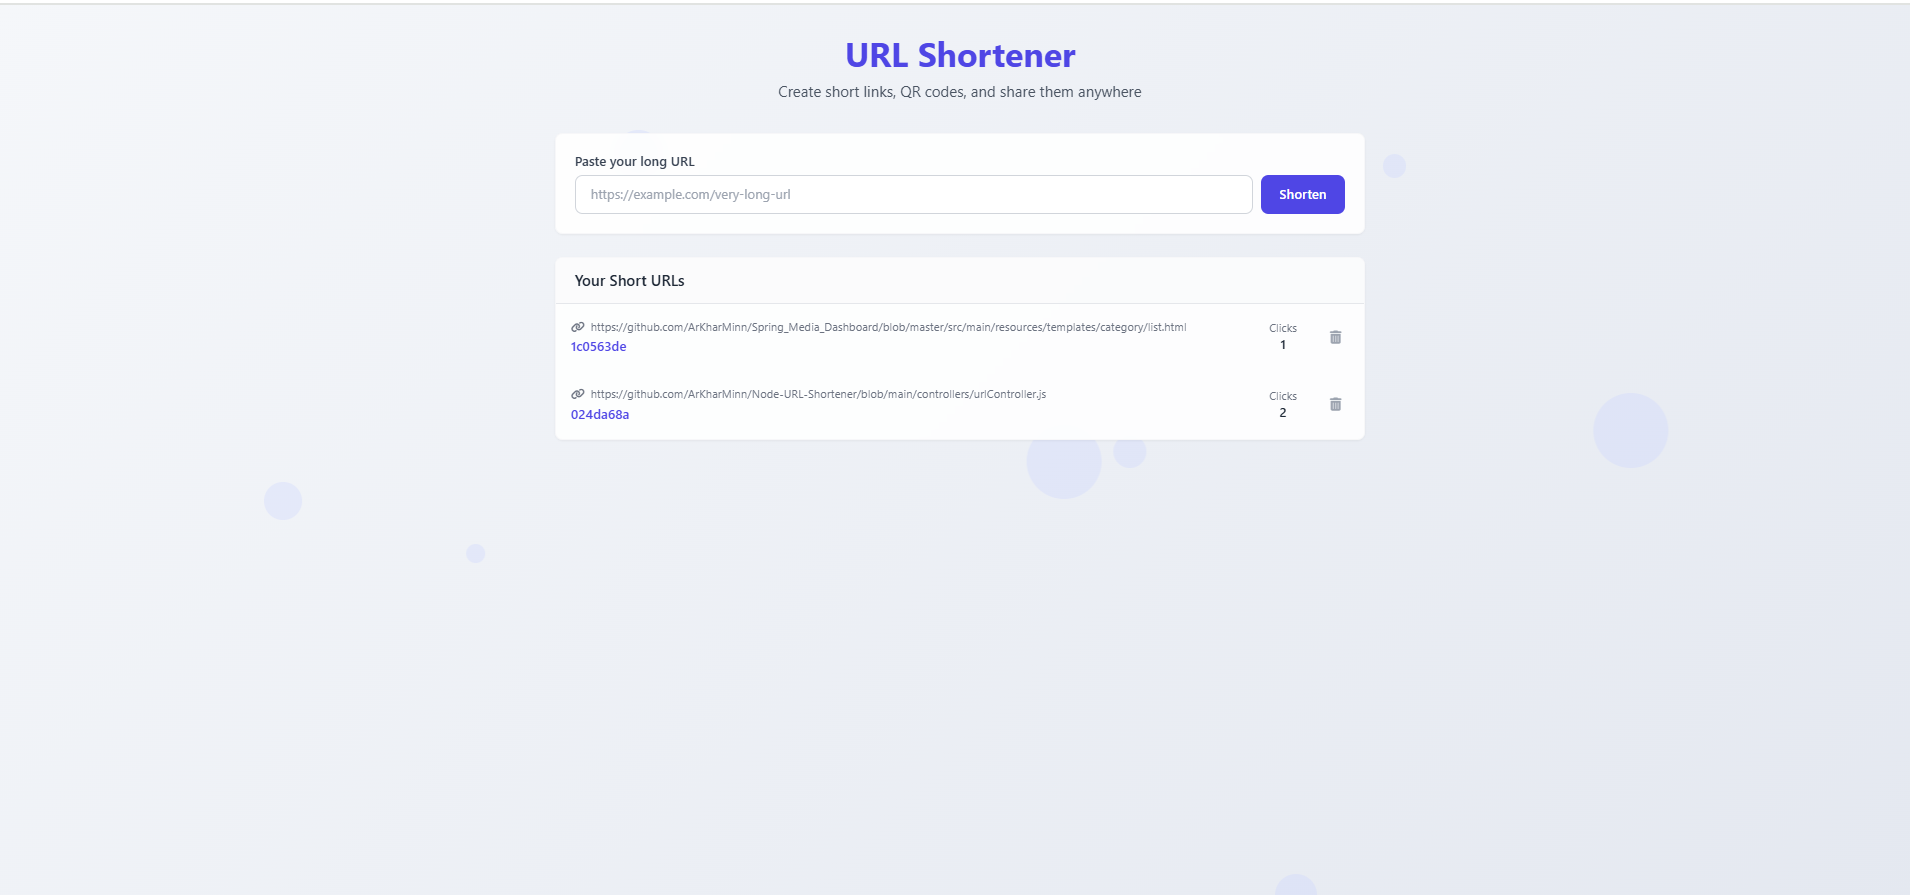 URL Shortener
Create short links, QR codes, and share them anywhere
Paste your long URL
https://example.com/very-long-url
Shorten
Your Short URLs
https://github.com/ArKharMinn/Spring_Media_Dashboard/blob/master/src/main/resources/templates/category/list.html
1c0563de
Clicks
1
https://github.com/ArKharMinn/Node-URL-Shortener/blob/main/controllers/urlController.js
024da68a
Clicks
2